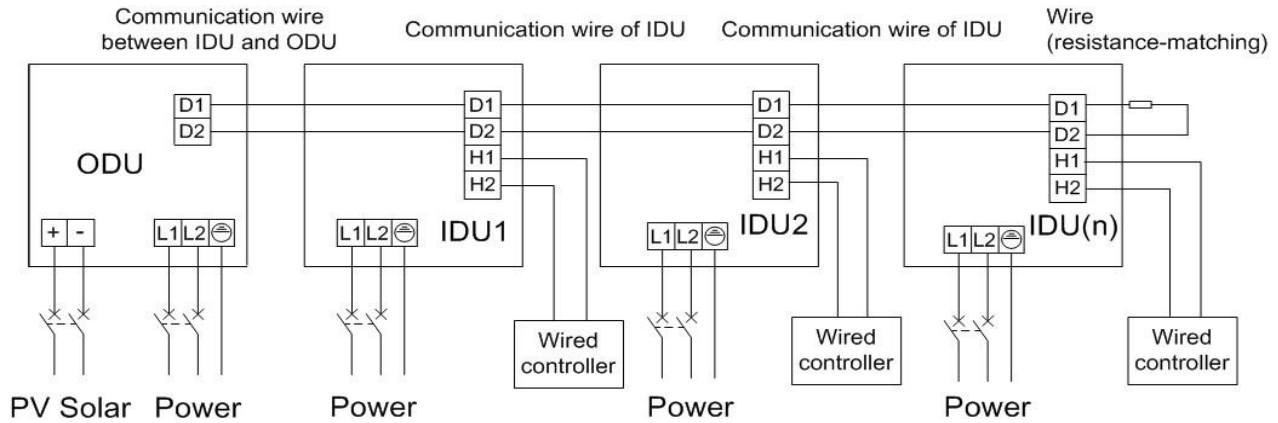 Communication wire
between IDU and ODU
Communication wire of IDU
Communication wire of IDU
Wire
(resistance-matching)
D1
D2
ODU
+ -
L1 L2
PV Solar
Power
D1
D2
H1
H2
L1 L2
IDU1
Wired
controller
Power
D1
D2
H1
H2
L1 L2
IDU2
Wired
controller
Power
D1
D2
H1
H2
L1 L2
IDU(n)
Wired
controller
Power